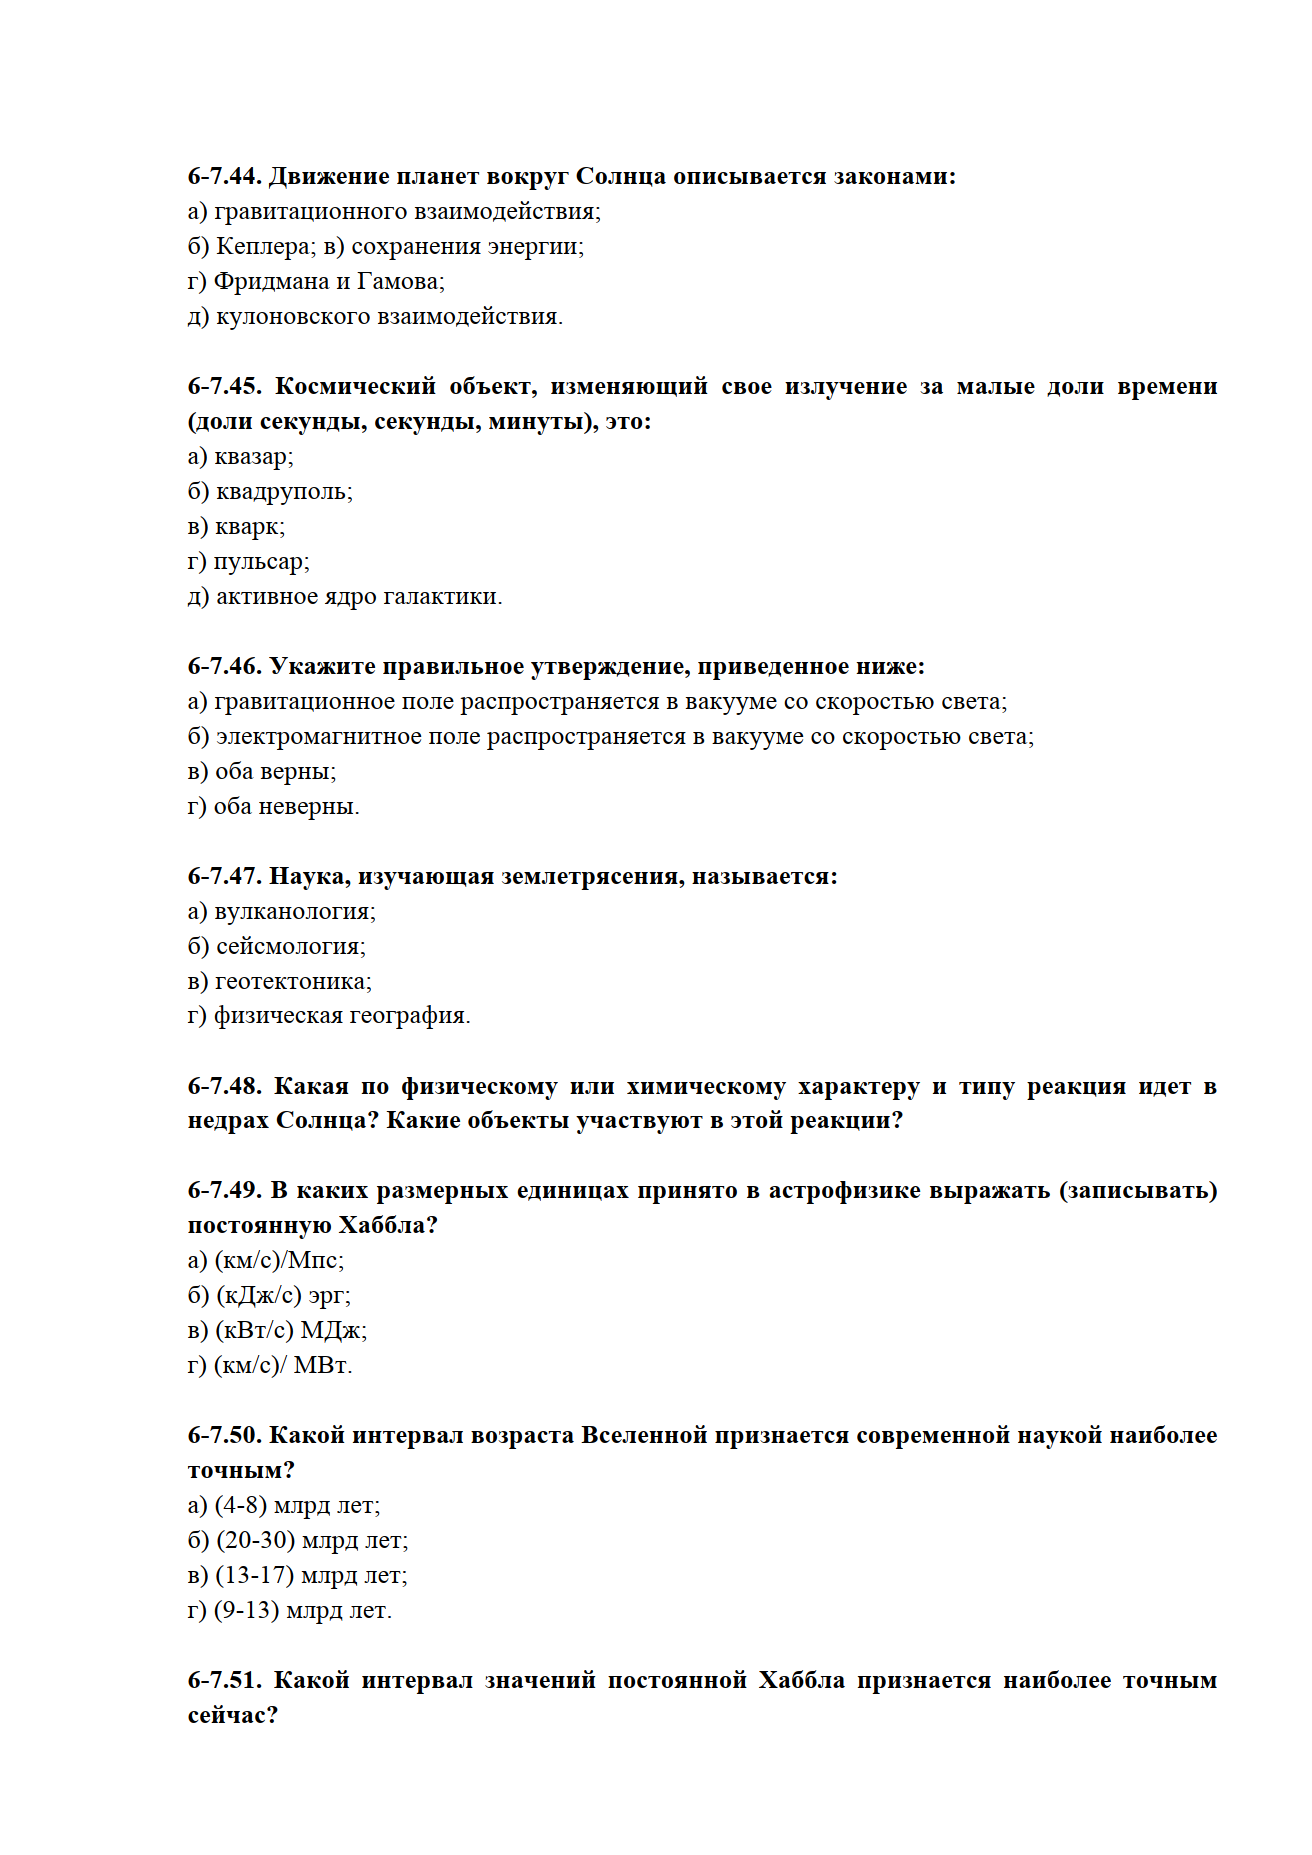 6-7.44. Движение планет вокруг Солнца описывается законами:
а) гравитационного взаимодействия;
б) Кеплера; в) сохранения энергии;
г) Фридмана и Гамова;
д) кулоновского взаимодействия.
6-7.45. Космический объект, изменяющий свое излучение за малые доли времени
(доли секунды, секунды, минуты), это:
а) квазар;
б) квадруполь;
в) кварк;
г) пульсар;
д) активное ядро галактики.
6-7.46. Укажите правильное утверждение, приведенное ниже:
а) гравитационное поле распространяется в вакууме со скоростью света;
б) электромагнитное поле распространяется в вакууме со скоростью света;
в) оба верны;
г) оба неверны.
6-7.47. Наука, изучающая землетрясения, называется:
а) вулканология;
б) сейсмология;
в) геотектоника;
г) физическая география.
6-7.48. Какая по физическому или химическому характеру и типу реакция идет в
недрах Солнца? Какие объекты участвуют в этой реакции?
6-7.49. В каких размерных единицах принято в астрофизике выражать (записывать)
постоянную Хаббла?
а) (км/с)/Мпс;
б) (кДж/с) эрг;
в) (кВт/с) МДж;
г) (км/с)/ МВт.
6-7.50. Какой интервал возраста Вселенной признается современной наукой наиболее
точным?
а) (4-8) млрд лет;
б) (20-30) млрд лет;
в) (13-17) млрд лет;
г) (9-13) млрд лет.
6-7.51. Какой интервал значений постоянной Хаббла признается наиболее точным
сейчас?